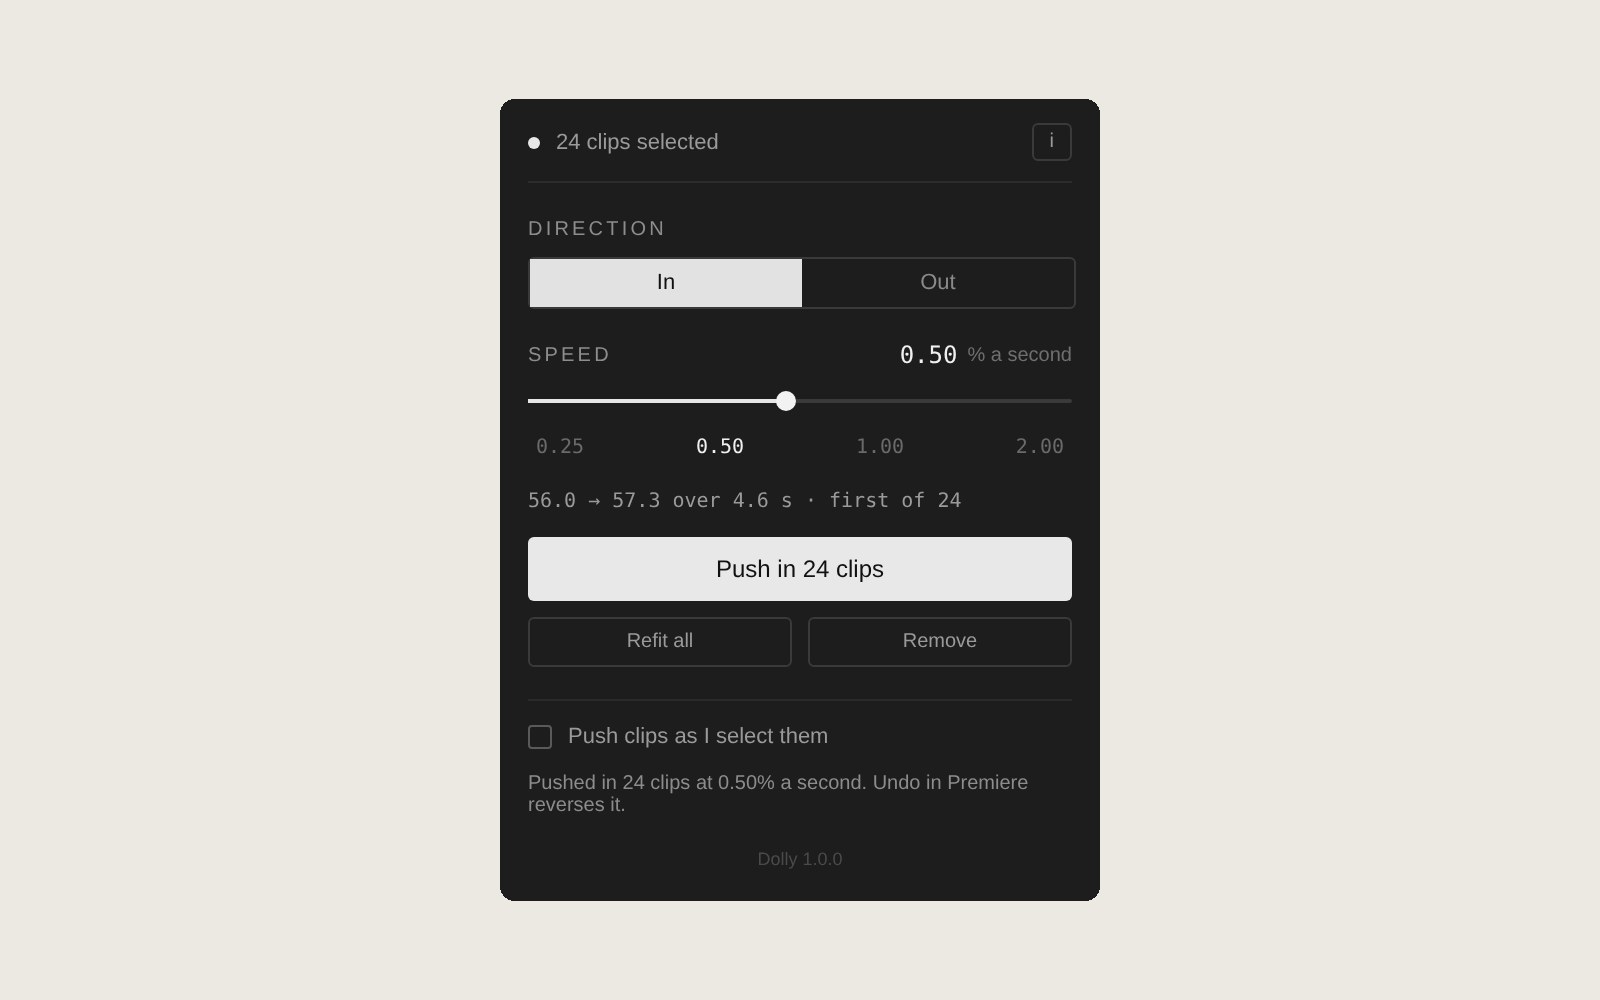 24 clips selected
i
DIRECTION
In
Out
SPEED
0.50 % a second
0.25 0.50 1.00 2.00
56.0 → 57.3 over 4.6 s · first of 24
Push in 24 clips
Refit all
Remove
Push clips as I select them
Pushed in 24 clips at 0.50% a second. Undo in Premiere
reverses it.
Dolly 1.0.0